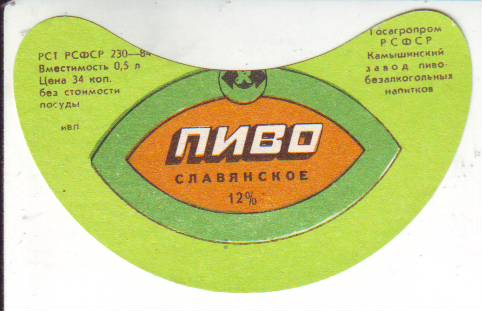 РСТ РСФСР 230—84
Вместимость 0,5 л
Цена 34 коп.
без стоимости
посуды
ивп
ПИВО
СЛАВЯНСКОЕ
12%
Госагропром
РСФСР
Камышинский
завод пиво-
безалкогольных
напитков